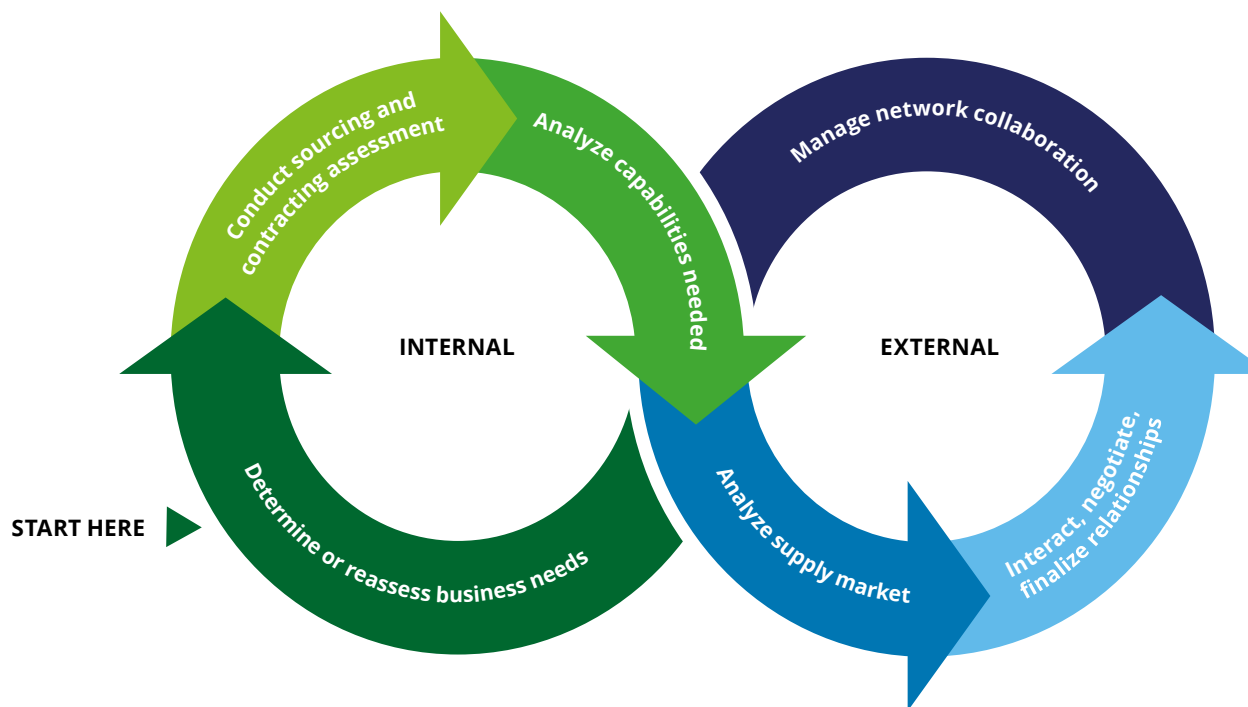 START HERE
Determine or reassess business needs
Conduct sourcing and
contracting assessment
Analyze capabilities needed
INTERNAL
Analyze supply market
Interact, negotiate,
finalize relationships
Manage network collaboration
EXTERNAL